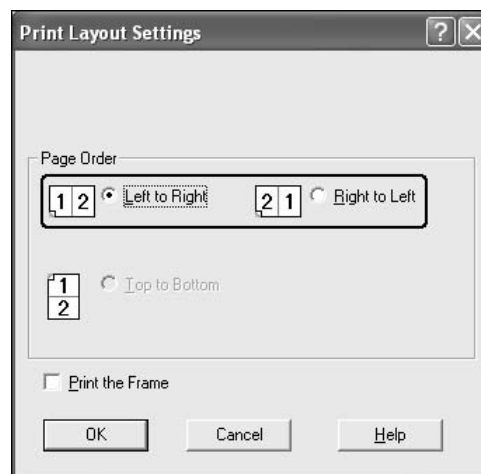 Print Layout Settings
Page Order
1 2 Left to Right 2 1 Right to Left
1
2
Top to Bottom
Print the Frame
OK Cancel Help